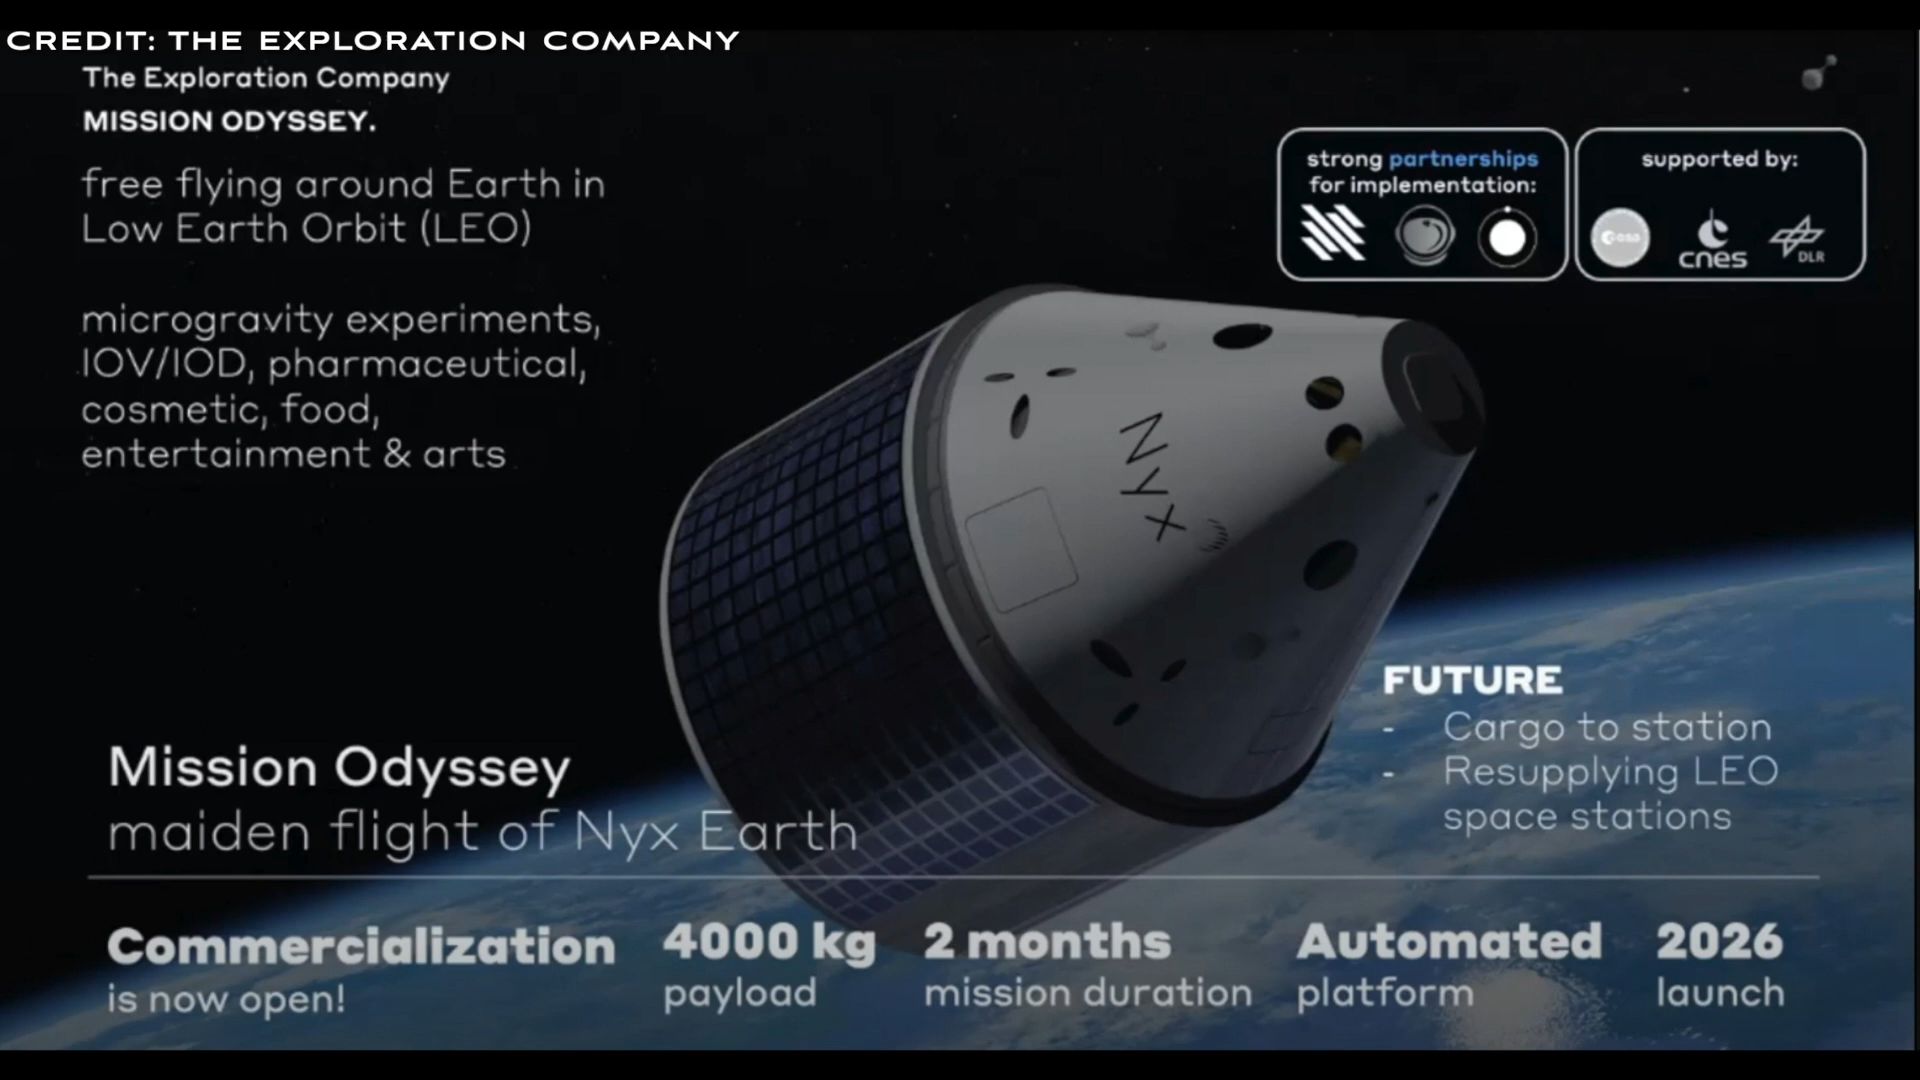 CREDIT: THE EXPLORATION COMPANY
The Exploration Company
MISSION ODYSSEY.
free flying around Earth in
Low Earth Orbit (LEO)
microgravity experiments,
IOV/IOD, pharmaceutical,
cosmetic, food,
entertainment & arts
strong partnerships
for implementation:
supported by:
esa
cnes
DLR
Nyx
FUTURE
- Cargo to station
- Resupplying LEO
space stations
Mission Odyssey
maiden flight of Nyx Earth
Commercialization
is now open!
4000 kg
payload
2 months
mission duration
Automated
platform
2026
launch